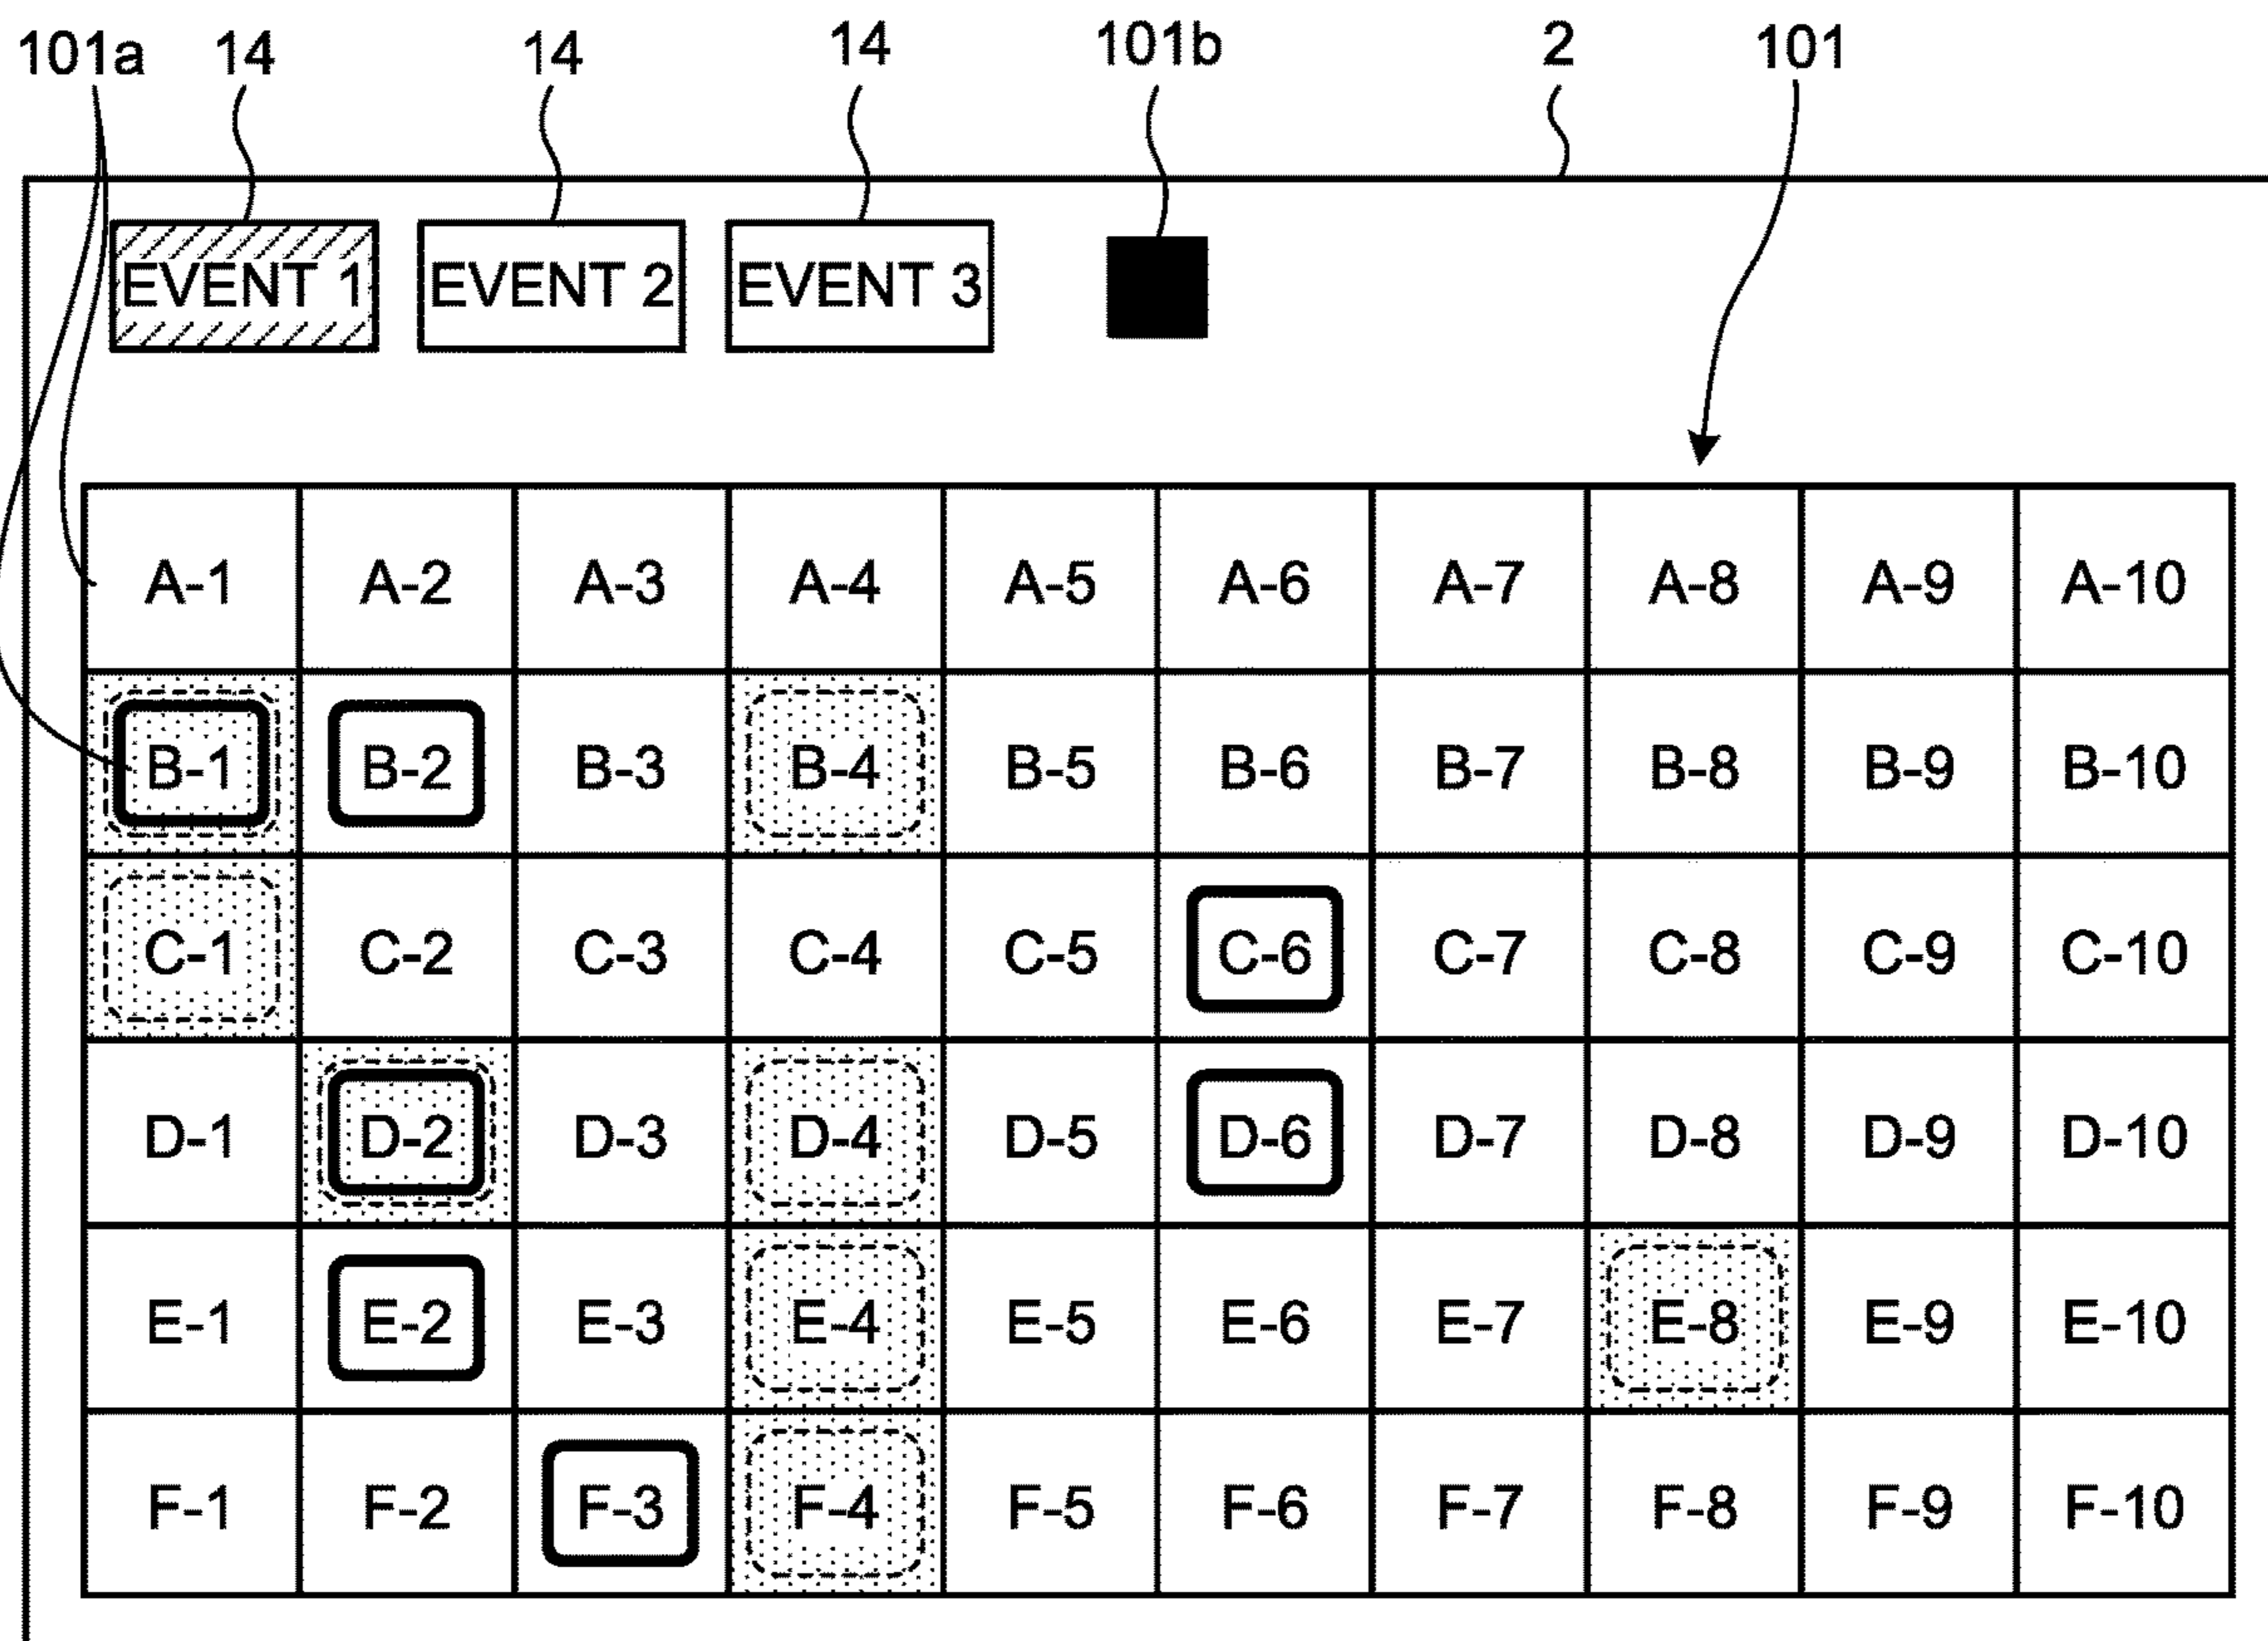 101a 14 14 14 101b 2 101
EVENT 1 EVENT 2 EVENT 3
A-1 A-2 A-3 A-4 A-5 A-6 A-7 A-8 A-9 A-10
B-1 B-2 B-3 B-4 B-5 B-6 B-7 B-8 B-9 B-10
C-1 C-2 C-3 C-4 C-5 C-6 C-7 C-8 C-9 C-10
D-1 D-2 D-3 D-4 D-5 D-6 D-7 D-8 D-9 D-10
E-1 E-2 E-3 E-4 E-5 E-6 E-7 E-8 E-9 E-10
F-1 F-2 F-3 F-4 F-5 F-6 F-7 F-8 F-9 F-10